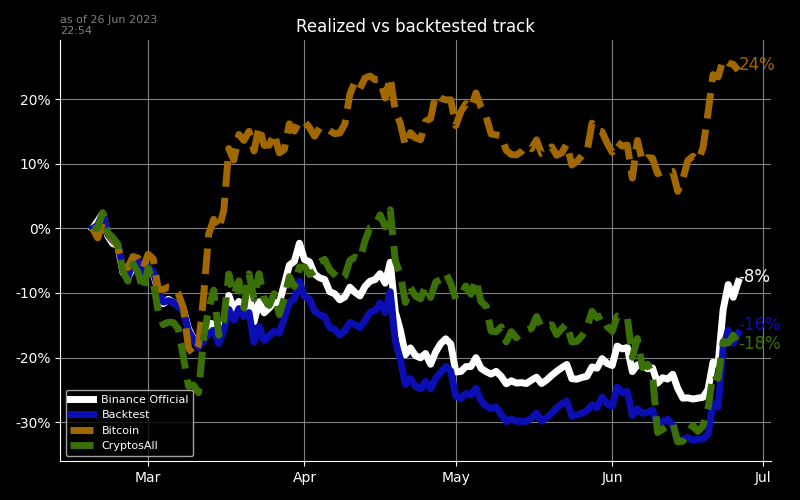 as of 26 Jun 2023
22:54
Realized vs backtested track
24%
20%
10%
0%
-8%
-10%
-16%
-18%
-20%
-30%
Binance Official
Backtest
Bitcoin
CryptosAll
Mar Apr May Jun Jul